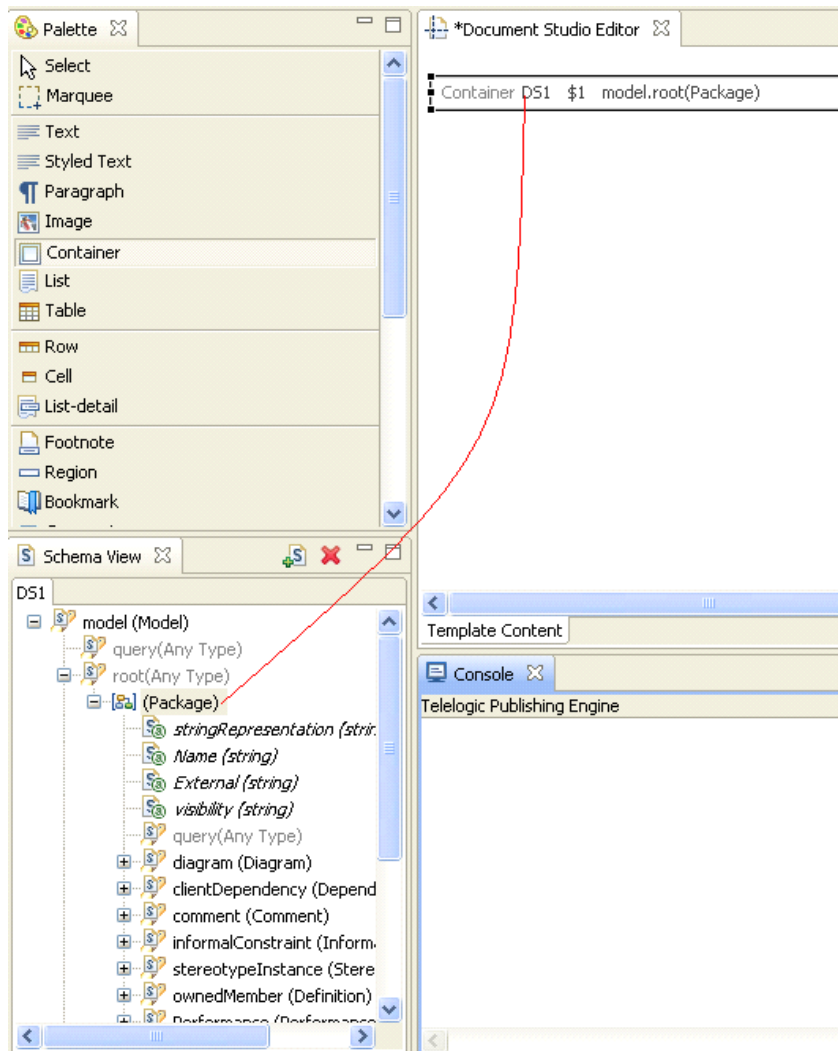 Palette
Select
Marquee
Text
Styled Text
Paragraph
Image
Container
List
Table
Row
Cell
List-detail
Footnote
Region
Bookmark
*Document Studio Editor
Container DS1 $1 model.root(Package)
Template Content
Schema View
DS1
model (Model)
query(Any Type)
root(Any Type)
(Package)
stringRepresentation (strin
Name (string)
External (string)
visibility (string)
query(Any Type)
diagram (Diagram)
clientDependency (Depend
comment (Comment)
informalConstraint (Inform
stereotypeInstance (Stere
ownedMember (Definition)
Performance (Performance
Console
Telelogic Publishing Engine